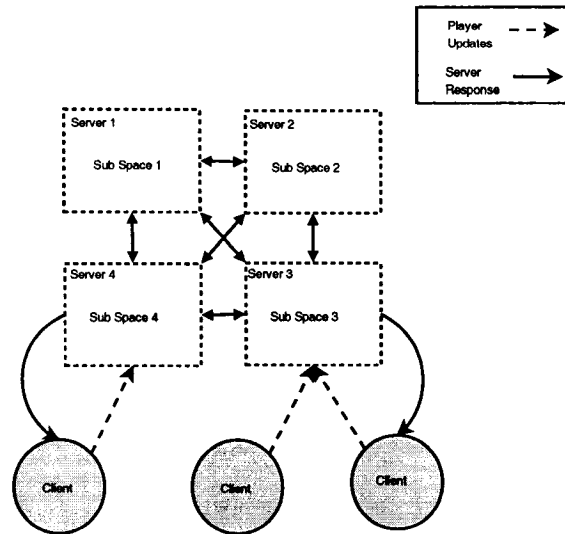 Player
Updates
Server
Response
Server 1
Sub Space 1
Server 2
Sub Space 2
Server 4
Sub Space 4
Server 3
Sub Space 3
Client
Client
Client